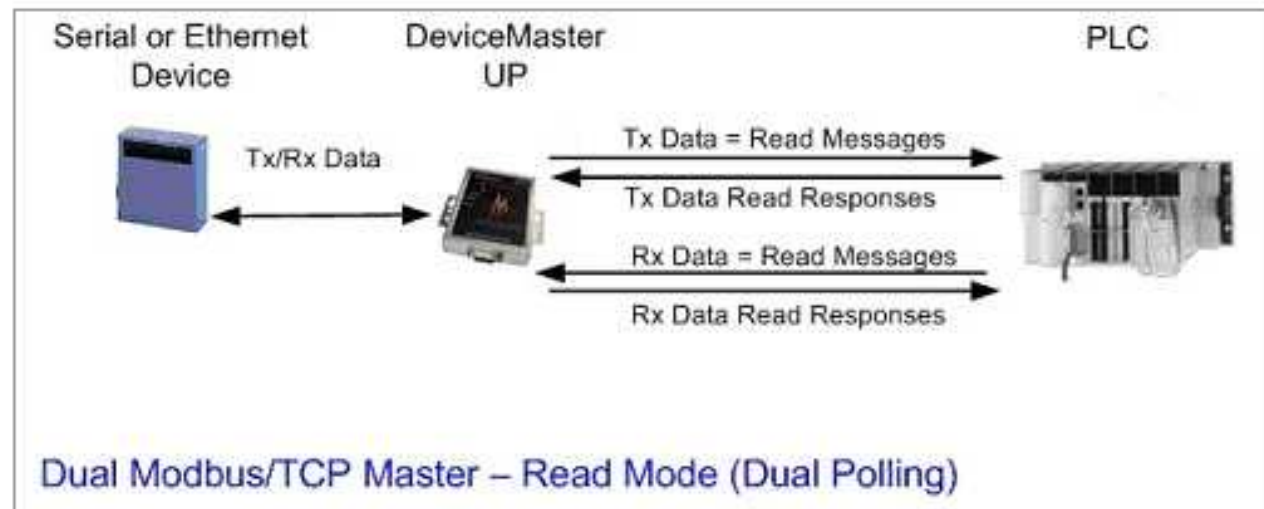 Serial or Ethernet
Device
DeviceMaster
UP
PLC
Tx/Rx Data
Tx Data = Read Messages
Tx Data Read Responses
Rx Data = Read Messages
Rx Data Read Responses
Dual Modbus/TCP Master – Read Mode (Dual Polling)